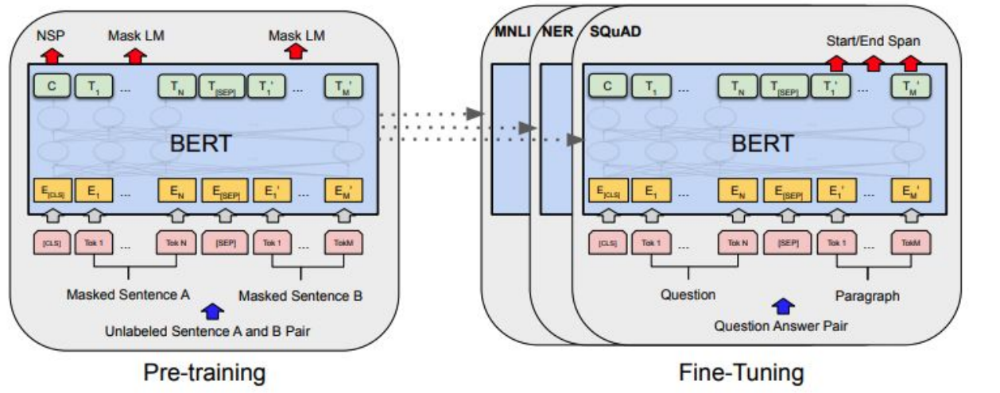 NSP Mask LM Mask LM
C T1 ... TN T[SEP] T1' ... TM'
BERT
E[CLS] E1 ... EN E[SEP] E1' ... EM'
[CLS] Tok 1 ... Tok N [SEP] Tok 1 ... TokM
Masked Sentence A Masked Sentence B
Unlabeled Sentence A and B Pair
Pre-training
MNLI NER SQuAD
Start/End Span
C T1 ... TN T[SEP] T1' ... TM'
BERT
E[CLS] E1 ... EN E[SEP] E1' ... EM'
[CLS] Tok 1 ... Tok N [SEP] Tok 1 ... TokM
Question Paragraph
Question Answer Pair
Fine-Tuning